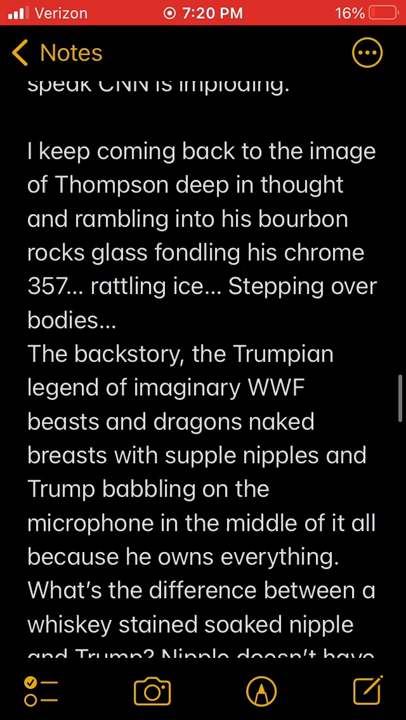 Verizon 7:20 PM 16%
Notes
speak CNN is imploding.
I keep coming back to the image
of Thompson deep in thought
and rambling into his bourbon
rocks glass fondling his chrome
357... rattling ice... Stepping over
bodies...
The backstory, the Trumpian
legend of imaginary WWF
beasts and dragons naked
breasts with supple nipples and
Trump babbling on the
microphone in the middle of it all
because he owns everything.
What’s the difference between a
whiskey stained soaked nipple
and Trump? Nipple doesn’t have